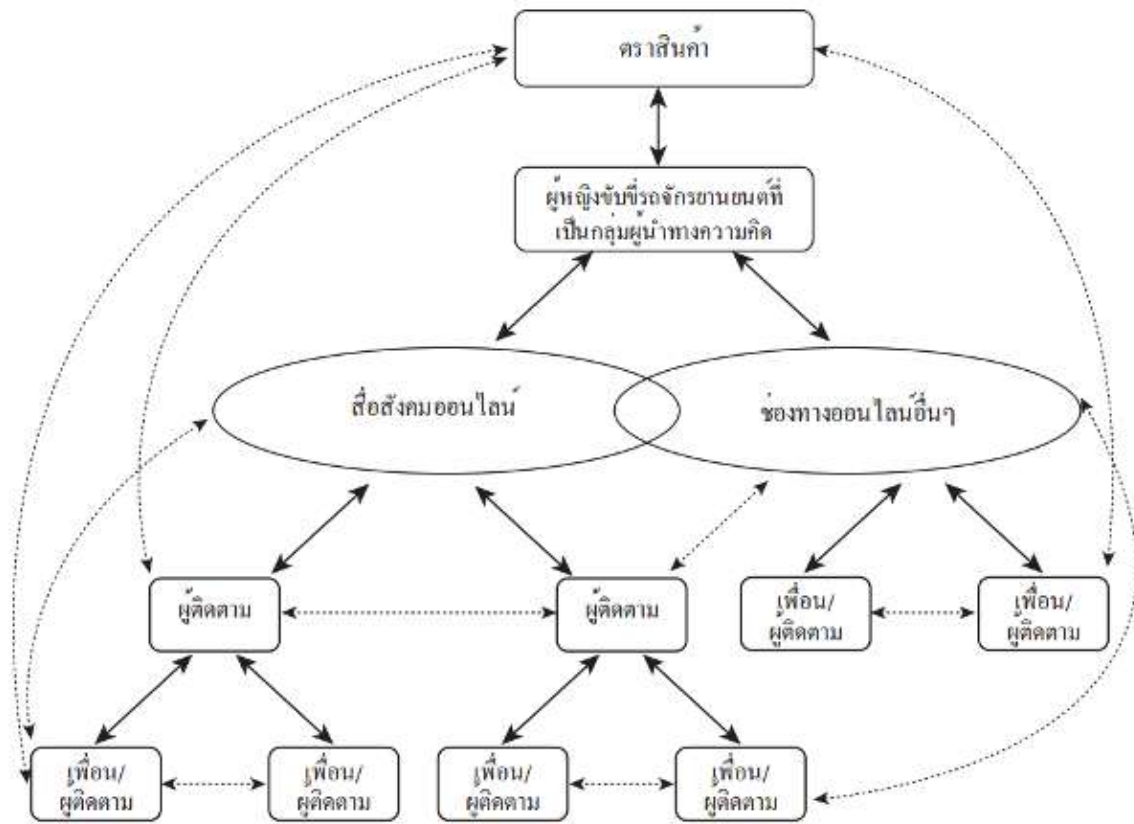 ตราสินค้า
ผู้หญิงขับขี่รถจักรยานยนต์ที่
เป็นกลุ่มผู้นำทางความคิด
สื่อสังคมออนไลน์
ช่องทางออนไลน์อื่นๆ
ผู้ติดตาม
ผู้ติดตาม
เพื่อน/
ผู้ติดตาม
เพื่อน/
ผู้ติดตาม
เพื่อน/
ผู้ติดตาม
เพื่อน/
ผู้ติดตาม
เพื่อน/
ผู้ติดตาม
เพื่อน/
ผู้ติดตาม